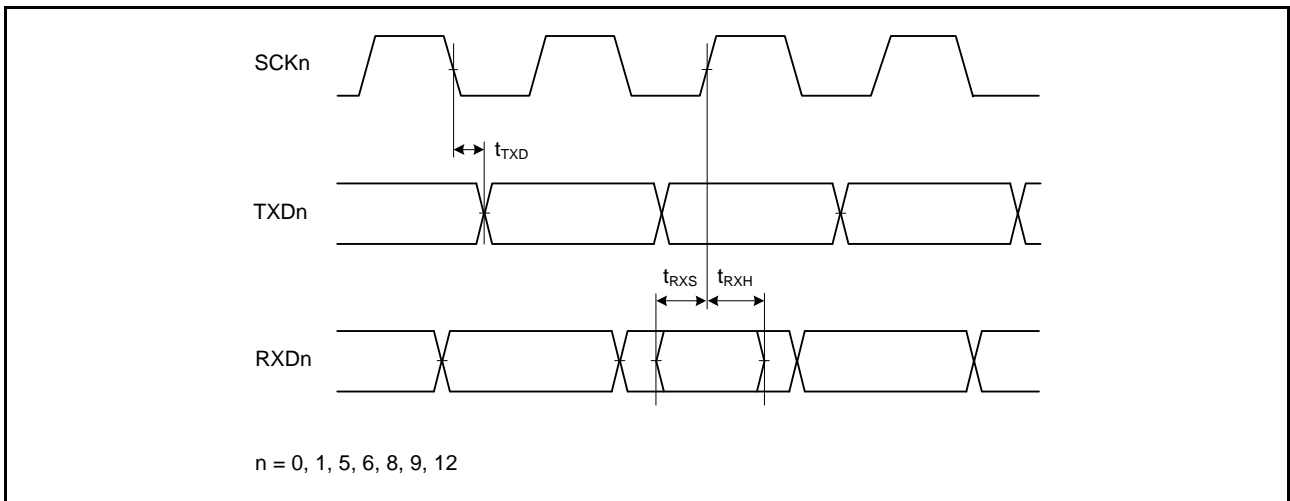 SCKn
tTXD
TXDn
tRXS tRXH
RXDn
n = 0, 1, 5, 6, 8, 9, 12